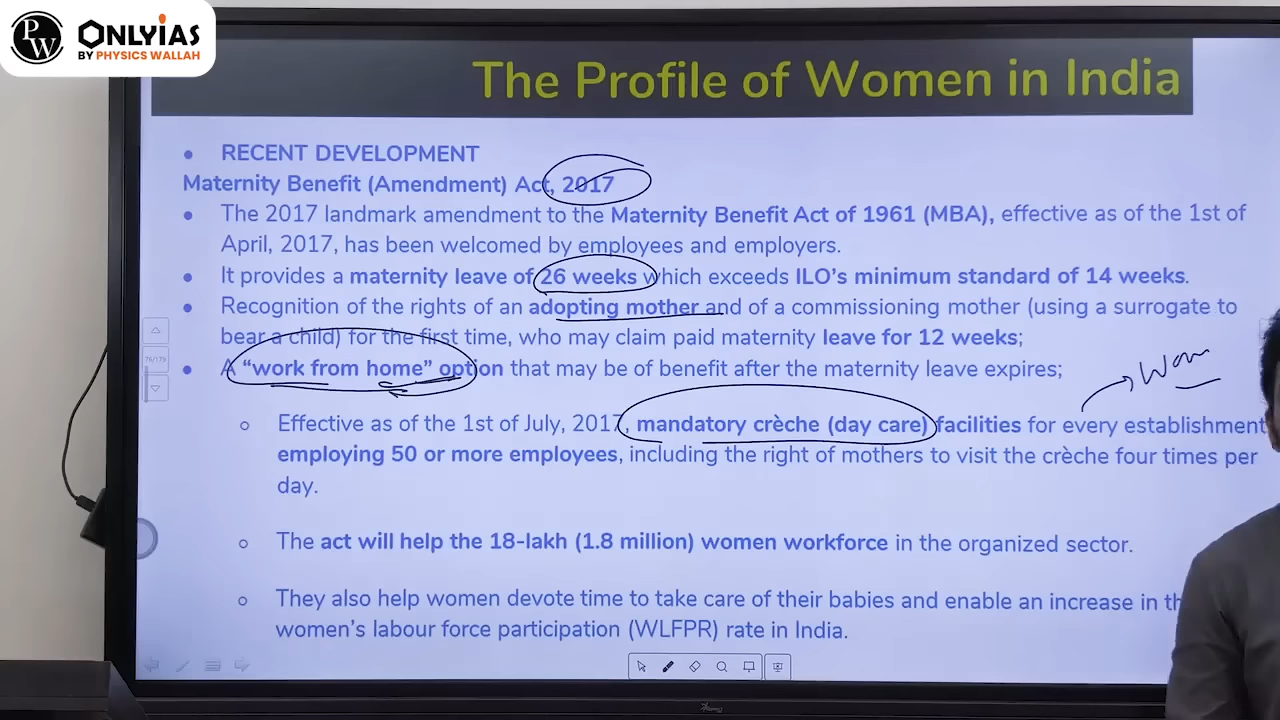 PW
ONLYIAS
BY PHYSICS WALLAH
The Profile of Women in India
• RECENT DEVELOPMENT
Maternity Benefit (Amendment) Act, 2017
• The 2017 landmark amendment to the Maternity Benefit Act of 1961 (MBA), effective as of the 1st of
April, 2017, has been welcomed by employees and employers.
• It provides a maternity leave of 26 weeks which exceeds ILO's minimum standard of 14 weeks.
• Recognition of the rights of an adopting mother and of a commissioning mother (using a surrogate to
bear a child) for the first time, who may claim paid maternity leave for 12 weeks;
• A “work from home” option that may be of benefit after the maternity leave expires;
○ Effective as of the 1st of July, 2017, mandatory crèche (day care) facilities for every establishment
employing 50 or more employees, including the right of mothers to visit the crèche four times per
day.
○ The act will help the 18-lakh (1.8 million) women workforce in the organized sector.
○ They also help women devote time to take care of their babies and enable an increase in
women's labour force participation (WLFPR) rate in India.